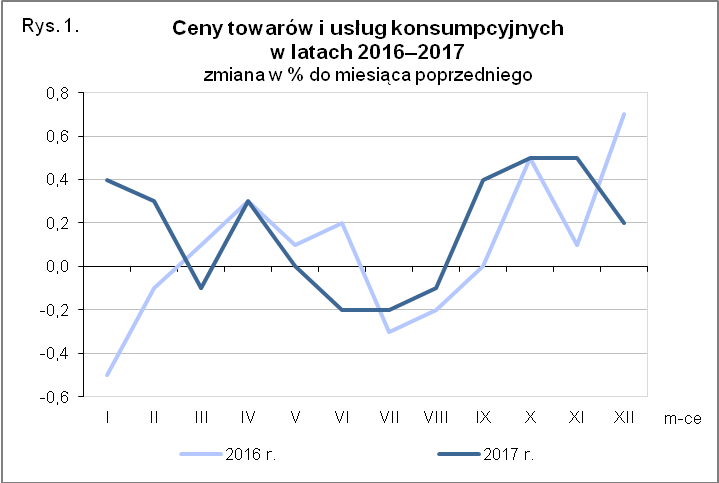 Rys. 1.
Ceny towarów i usług konsumpcyjnych
w latach 2016–2017
zmiana w % do miesiąca poprzedniego
0,8
0,6
0,4
0,2
0,0
-0,2
-0,4
-0,6
I II III IV V VI VII VIII IX X XI XII m-ce
2016 r. 2017 r.